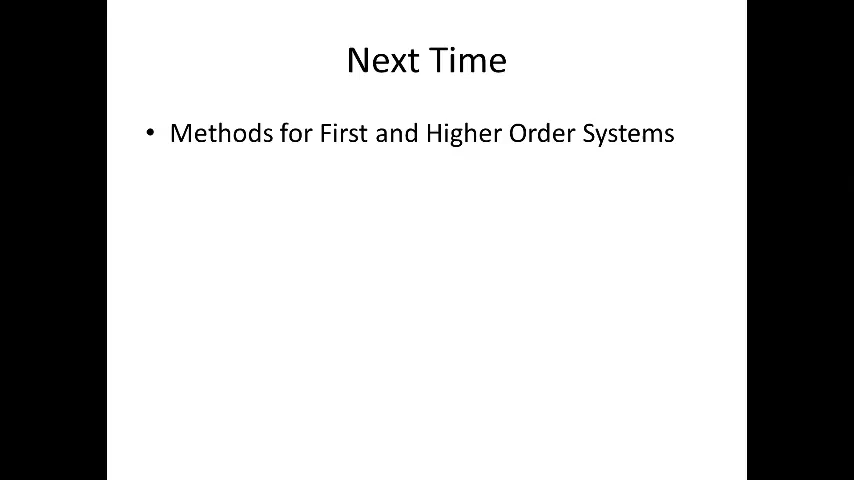 Next Time
• Methods for First and Higher Order Systems